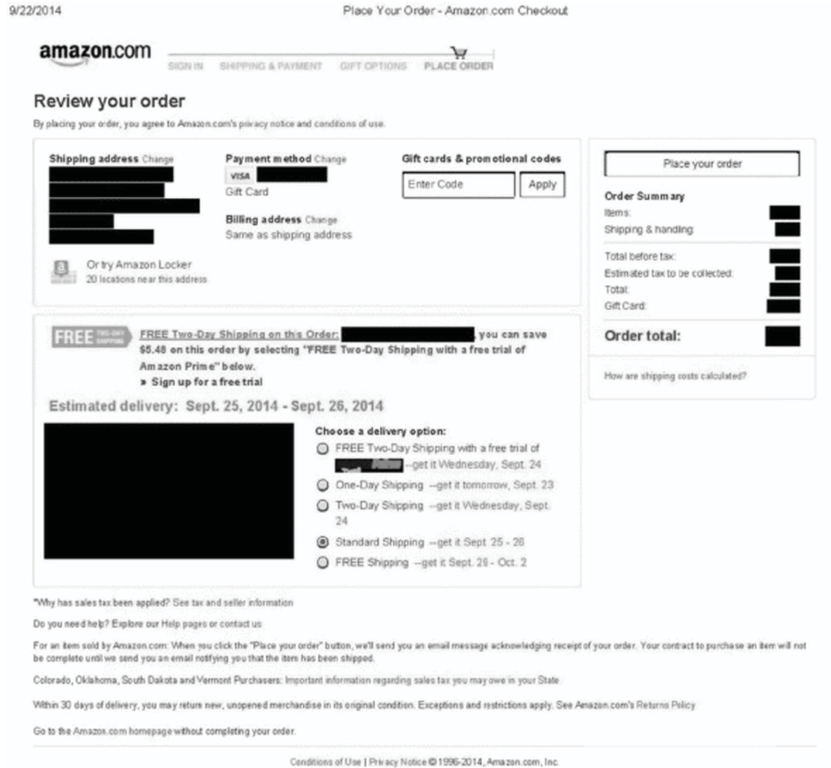 9/22/2014
Place Your Order - Amazon.com Checkout
amazon.com
SIGN IN SHIPPING & PAYMENT GIFT OPTIONS PLACE ORDER
Review your order
By placing your order, you agree to Amazon.com's privacy notice and conditions of use.
Shipping address Change
Or try Amazon Locker
20 locations near this address
Payment method Change
VISA
Gift Card
Billing address Change
Same as shipping address
Gift cards & promotional codes
Enter Code Apply
Place your order
Order Summary
Items:
Shipping & handling:
Total before tax:
Estimated tax to be collected:
Total:
Gift Card:
Order total:
How are shipping costs calculated?
FREE TWO-DAY
SHIPPING
FREE Two-Day Shipping on this Order: , you can save
$5.48 on this order by selecting "FREE Two-Day Shipping with a free trial of
Amazon Prime" below.
» Sign up for a free trial
Estimated delivery: Sept. 25, 2014 - Sept. 26, 2014
Choose a delivery option:
FREE Two-Day Shipping with a free trial of
--get it Wednesday, Sept. 24
One-Day Shipping --get it tomorrow, Sept. 23
Two-Day Shipping --get it Wednesday, Sept.
24
Standard Shipping --get it Sept. 25 - 26
FREE Shipping --get it Sept. 26 - Oct. 2
*Why has sales tax been applied? See tax and seller information
Do you need help? Explore our Help pages or contact us
For an item sold by Amazon.com: When you click the "Place your order" button, we'll send you an email message acknowledging receipt of your order. Your contract to purchase an item will not
be complete until we send you an email notifying you that the item has been shipped.
Colorado, Oklahoma, South Dakota and Vermont Purchasers: Important information regarding sales tax you may owe in your State
Within 30 days of delivery, you may return new, unopened merchandise in its original condition. Exceptions and restrictions apply. See Amazon.com's Returns Policy
Go to the Amazon.com homepage without completing your order.
Conditions of Use | Privacy Notice © 1996-2014, Amazon.com, Inc.